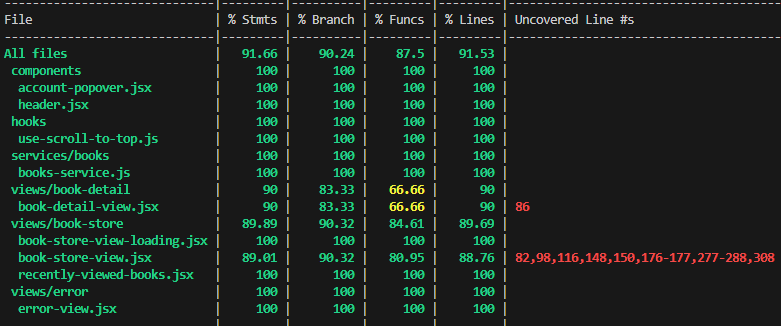 -------------------------------|---------|----------|---------|---------|-----------------------------------
File                           | % Stmts | % Branch | % Funcs | % Lines | Uncovered Line #s
-------------------------------|---------|----------|---------|---------|-----------------------------------
All files                      |   91.66 |    90.24 |    87.5 |   91.53 |
 components                    |     100 |      100 |     100 |     100 |
  account-popover.jsx          |     100 |      100 |     100 |     100 |
  header.jsx                   |     100 |      100 |     100 |     100 |
 hooks                         |     100 |      100 |     100 |     100 |
  use-scroll-to-top.js         |     100 |      100 |     100 |     100 |
 services/books                |     100 |      100 |     100 |     100 |
  books-service.js             |     100 |      100 |     100 |     100 |
 views/book-detail             |      90 |    83.33 |   66.66 |      90 |
  book-detail-view.jsx         |      90 |    83.33 |   66.66 |      90 | 86
 views/book-store              |   89.89 |    90.32 |   84.61 |   89.69 |
  book-store-view-loading.jsx  |     100 |      100 |     100 |     100 |
  book-store-view.jsx          |   89.01 |    90.32 |   80.95 |   88.76 | 82,98,116,148,150,176-177,277-288,308
  recently-viewed-books.jsx    |     100 |      100 |     100 |     100 |
 views/error                   |     100 |      100 |     100 |     100 |
  error-view.jsx               |     100 |      100 |     100 |     100 |
-------------------------------|---------|----------|---------|---------|-----------------------------------